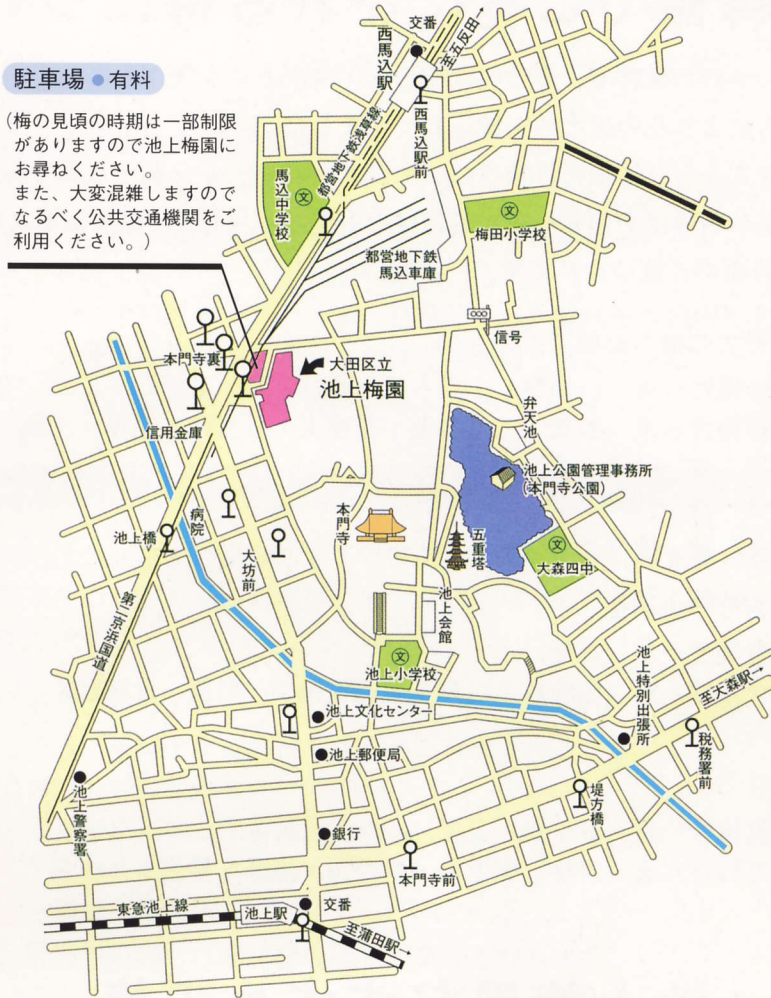 駐車場●有料
(梅の見頃の時期は一部制限
がありますので池上梅園に
お尋ねください。
また、大変混雑しますので
なるべく公共交通機関をご
利用ください。)
交番
至五反田→
西馬込駅
西馬込駅前
都営地下鉄浅草線
馬込中学校
文
文
梅田小学校
都営地下鉄
馬込車庫
信号
本門寺裏
大田区立
池上梅園
信用金庫
弁天池
池上公園管理事務所
(本門寺公園)
病院
池上橋
大坊前
本門寺
五重塔
文
大森四中
第二京浜国道
池上会館
文
池上小学校
池上特別出張所
至大森駅→
池上文化センター
税務署前
池上郵便局
池上警察署
堤方橋
銀行
本門寺前
東急池上線
池上駅
交番
至蒲田駅→